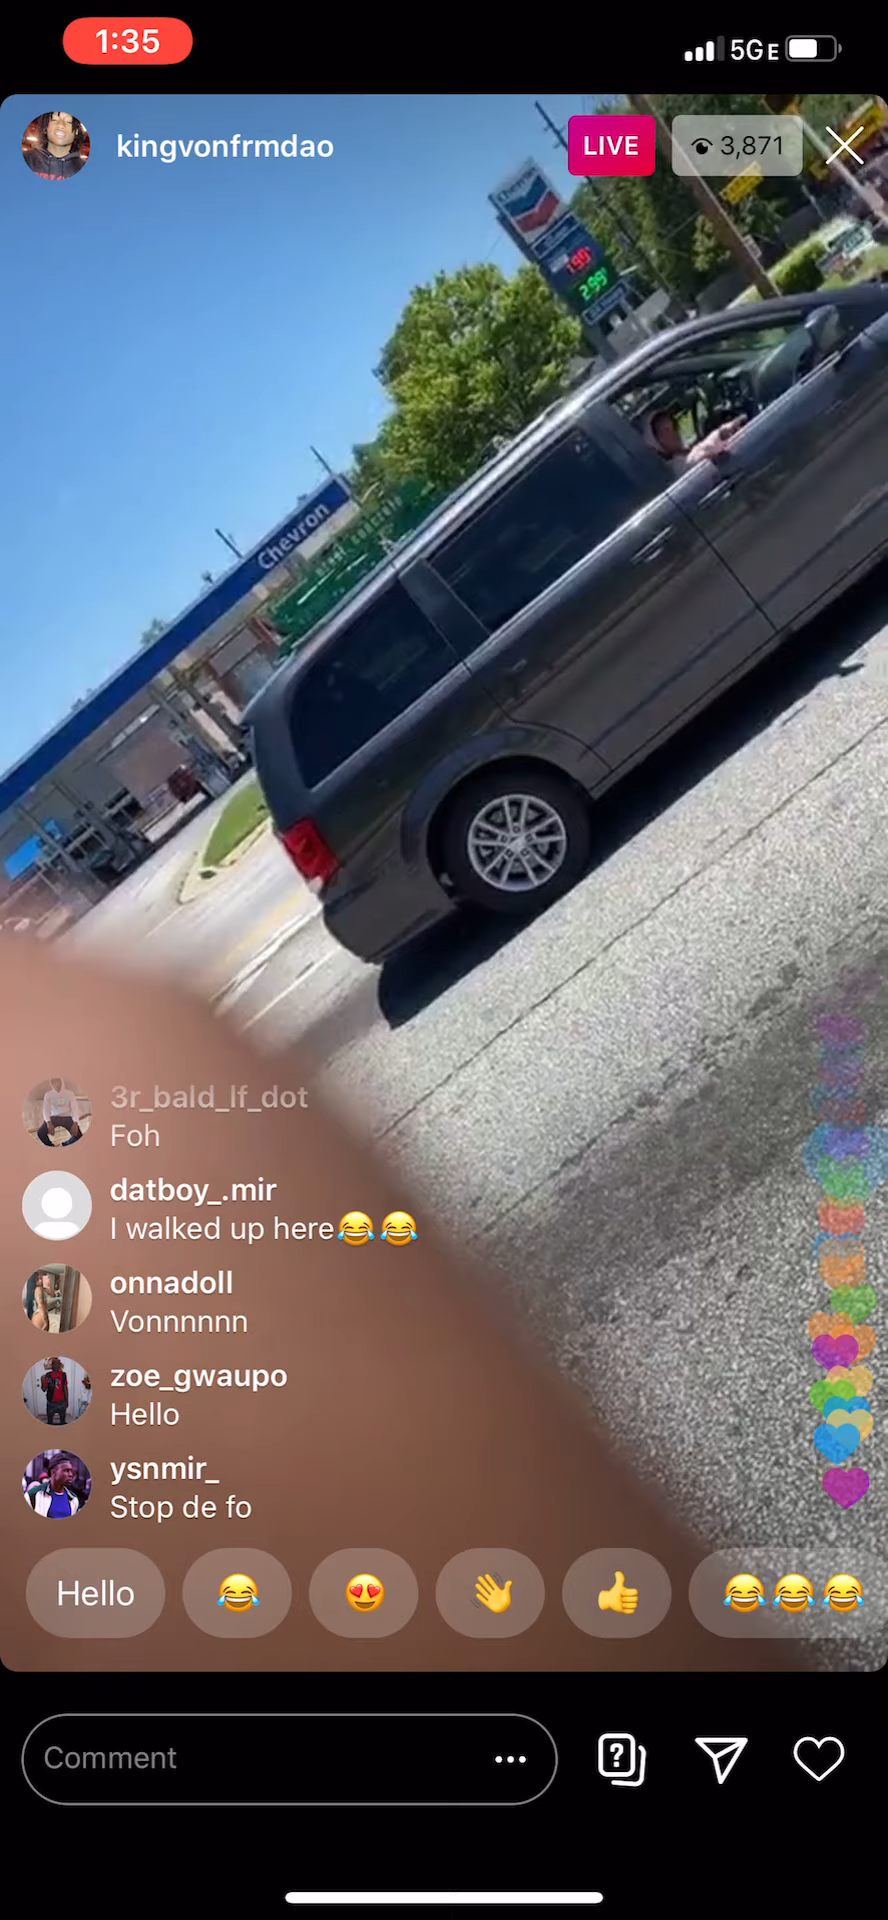 1:35
5GE
kingvonfrmdao
LIVE
3,871
Chevron
1.99
2.99
Chevron
3r_bald_lf_dot
Foh
datboy_.mir
I walked up here😂😂
onnadoll
Vonnnnnn
zoe_gwaupo
Hello
ysnmir_
Stop de fo
Hello
😂
😍
👋
👍
😂😂😂
Comment